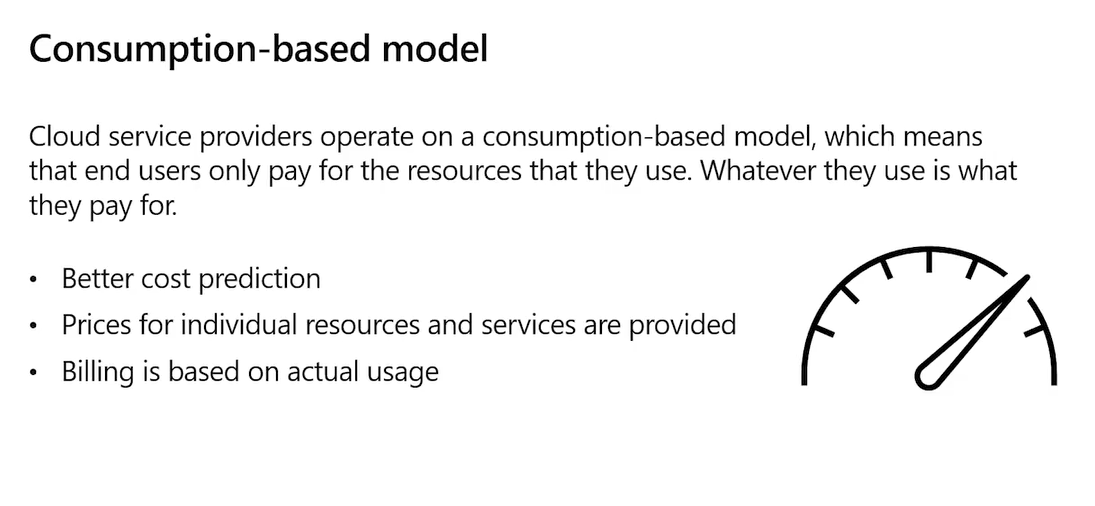 Consumption-based model
Cloud service providers operate on a consumption-based model, which means
that end users only pay for the resources that they use. Whatever they use is what
they pay for.
• Better cost prediction
• Prices for individual resources and services are provided
• Billing is based on actual usage